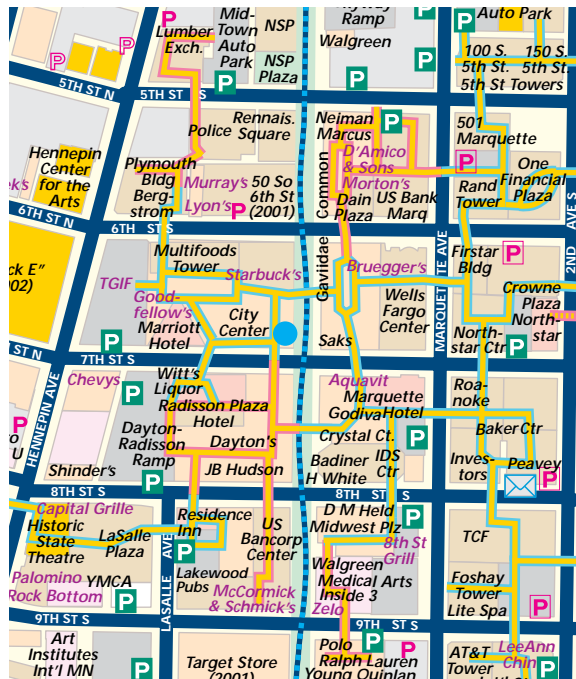 Lumber
Exch.
Mid-
Town
Auto
Park
NSP
NSP
Plaza
Ramp
Walgreen
Auto Park
100 S.
5th St.
150 S.
5th St.
5th St Towers
5TH ST N
5TH ST S
Hennepin
Center
for the
Arts
Police
Rennais.
Square
Plymouth
Bldg
Berg-
strom
Murray's
Lyon's
50 So
6th St
(2001)
Neiman
Marcus
D'Amico
& Sons
Morton's
Gaviidae Common
Dain
Plaza
US Bank
Marq
501
Marquette
Rand
Tower
One
Financial
Plaza
AVE S
2ND
6TH ST N
6TH ST S
ck E"
002)
TGIF
Multifoods
Tower
Starbuck's
Good-
fellow's
Marriott
Hotel
City
Center
Bruegger's
Wells
Fargo
Center
Saks
MARQUETTE AVE
Firstar
Bldg
Crowne
Plaza
North-
star
North-
star Ctr
ST N
7TH ST S
HENNEPIN AVE
Chevys
Witt's
Liquor
Radisson Plaza
Hotel
Dayton-
Radisson
Ramp
Dayton's
JB Hudson
Shinder's
Aquavit
Marquette
Hotel
Godiva
Crystal Ct.
Badiner
H White
IDS
Ctr
Roa-
noke
Baker Ctr
Inves-
tors
Peavey
8TH ST S
8TH ST S
Capital Grille
Historic
State
Theatre
LaSalle
Plaza
Palomino
Rock Bottom
YMCA
LASALLE AVE
Residence
Inn
Lakewood
Pubs
US
Bancorp
Center
McCormick
& Schmick's
D M Held
Midwest Plz
8th St
Grill
Walgreen
Medical Arts
Inside 3
Zelo
TCF
Foshay
Tower
Lite Spa
9TH ST S
9TH ST S
Art
Institutes
Int'l MN
Target Store
(2001)
Polo
Ralph Lauren
Young Quinlan
AT&T
Tower
LeeAnn
Chin